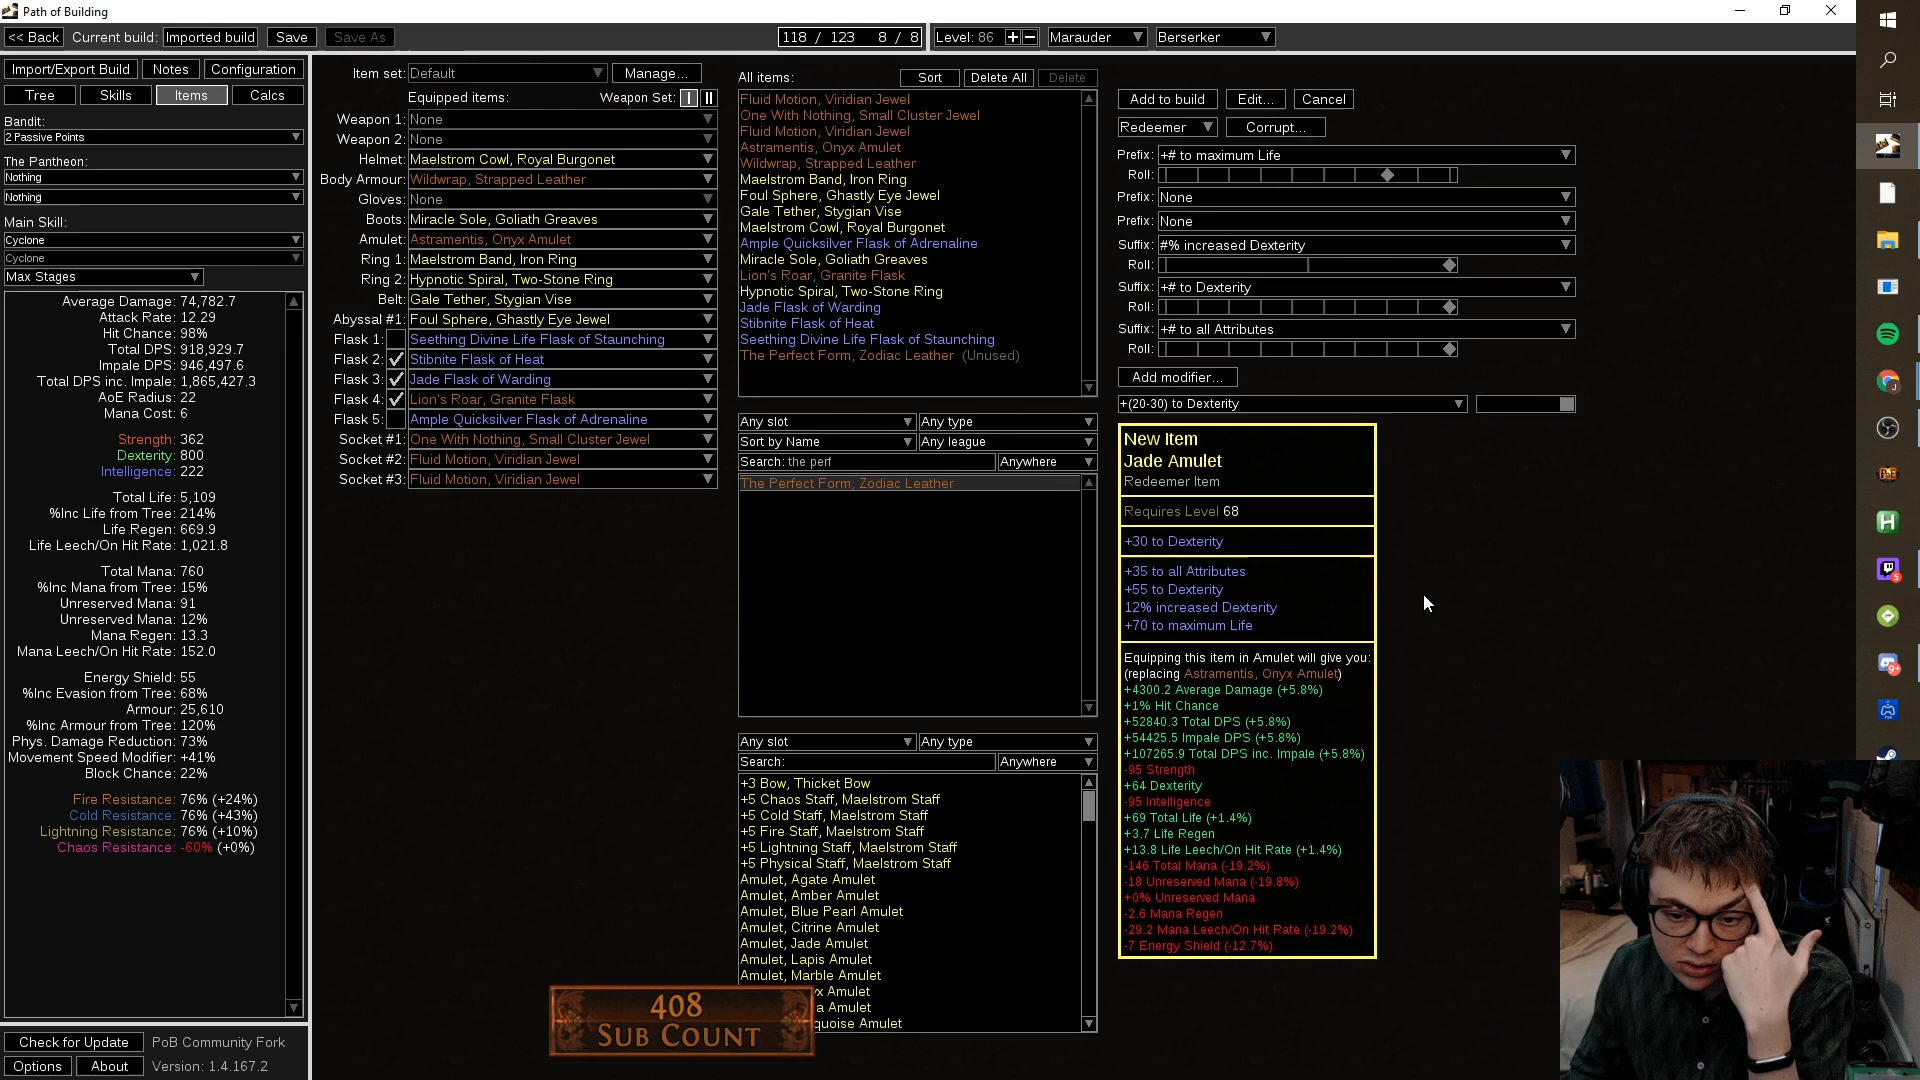 Path of Building
<< Back
Current build:
Imported build
Save
Save As
118 / 123 8 / 8
Level: 86
+
Marauder
Berserker
Import/Export Build
Notes
Configuration
Tree
Skills
Items
Calcs
Bandit:
2 Passive Points
The Pantheon:
Nothing
Nothing
Main Skill:
Cyclone
Cyclone
Max Stages
Average Damage: 74,782.7
Attack Rate: 12.29
Hit Chance: 98%
Total DPS: 918,929.7
Impale DPS: 946,497.6
Total DPS inc. Impale: 1,865,427.3
AoE Radius: 22
Mana Cost: 6
Strength: 362
Dexterity: 800
Intelligence: 222
Total Life: 5,109
%Inc Life from Tree: 214%
Life Regen: 669.9
Life Leech/On Hit Rate: 1,021.8
Total Mana: 760
%Inc Mana from Tree: 15%
Unreserved Mana: 91
Unreserved Mana: 12%
Mana Regen: 13.3
Mana Leech/On Hit Rate: 152.0
Energy Shield: 55
%Inc Evasion from Tree: 68%
Armour: 25,610
%Inc Armour from Tree: 120%
Phys. Damage Reduction: 73%
Movement Speed Modifier: +41%
Block Chance: 22%
Fire Resistance: 76% (+24%)
Cold Resistance: 76% (+43%)
Lightning Resistance: 76% (+10%)
Chaos Resistance: -60% (+0%)
Check for Update
PoB Community Fork
Options
About
Version: 1.4.167.2
Item set:
Default
Manage...
Equipped items:
Weapon Set:
I
II
Weapon 1: None
Weapon 2: None
Helmet: Maelstrom Cowl, Royal Burgonet
Body Armour: Wildwrap, Strapped Leather
Gloves: None
Boots: Miracle Sole, Goliath Greaves
Amulet: Astramentis, Onyx Amulet
Ring 1: Maelstrom Band, Iron Ring
Ring 2: Hypnotic Spiral, Two-Stone Ring
Belt: Gale Tether, Stygian Vise
Abyssal #1: Foul Sphere, Ghastly Eye Jewel
Flask 1: Seething Divine Life Flask of Staunching
Flask 2: Stibnite Flask of Heat
Flask 3: Jade Flask of Warding
Flask 4: Lion's Roar, Granite Flask
Flask 5: Ample Quicksilver Flask of Adrenaline
Socket #1: One With Nothing, Small Cluster Jewel
Socket #2: Fluid Motion, Viridian Jewel
Socket #3: Fluid Motion, Viridian Jewel
All items:
Sort
Delete All
Delete
Fluid Motion, Viridian Jewel
One With Nothing, Small Cluster Jewel
Fluid Motion, Viridian Jewel
Astramentis, Onyx Amulet
Wildwrap, Strapped Leather
Maelstrom Band, Iron Ring
Foul Sphere, Ghastly Eye Jewel
Gale Tether, Stygian Vise
Maelstrom Cowl, Royal Burgonet
Ample Quicksilver Flask of Adrenaline
Miracle Sole, Goliath Greaves
Lion's Roar, Granite Flask
Hypnotic Spiral, Two-Stone Ring
Jade Flask of Warding
Stibnite Flask of Heat
Seething Divine Life Flask of Staunching
The Perfect Form, Zodiac Leather (Unused)
Any slot
Any type
Sort by Name
Any league
Search: the perf
Anywhere
The Perfect Form, Zodiac Leather
Any slot
Any type
Search:
Anywhere
+3 Bow, Thicket Bow
+5 Chaos Staff, Maelstrom Staff
+5 Cold Staff, Maelstrom Staff
+5 Fire Staff, Maelstrom Staff
+5 Lightning Staff, Maelstrom Staff
+5 Physical Staff, Maelstrom Staff
Amulet, Agate Amulet
Amulet, Amber Amulet
Amulet, Blue Pearl Amulet
Amulet, Citrine Amulet
Amulet, Jade Amulet
Amulet, Lapis Amulet
Amulet, Marble Amulet
yx Amulet
a Amulet
quoise Amulet
408
SUB COUNT
Add to build
Edit...
Cancel
Redeemer
Corrupt...
Prefix: +# to maximum Life
Roll:
Prefix: None
Prefix: None
Suffix: #% increased Dexterity
Roll:
Suffix: +# to Dexterity
Roll:
Suffix: +# to all Attributes
Roll:
Add modifier...
+(20-30) to Dexterity
New Item
Jade Amulet
Redeemer Item
Requires Level 68
+30 to Dexterity
+35 to all Attributes
+55 to Dexterity
12% increased Dexterity
+70 to maximum Life
Equipping this item in Amulet will give you:
(replacing Astramentis, Onyx Amulet)
+4300.2 Average Damage (+5.8%)
+1% Hit Chance
+52840.3 Total DPS (+5.8%)
+54425.5 Impale DPS (+5.8%)
+107265.9 Total DPS inc. Impale (+5.8%)
-95 Strength
+64 Dexterity
-95 Intelligence
+69 Total Life (+1.4%)
+3.7 Life Regen
+13.8 Life Leech/On Hit Rate (+1.4%)
-146 Total Mana (-19.2%)
-18 Unreserved Mana (-19.8%)
+0% Unreserved Mana
-2.6 Mana Regen
-29.2 Mana Leech/On Hit Rate (-19.2%)
-7 Energy Shield (-12.7%)